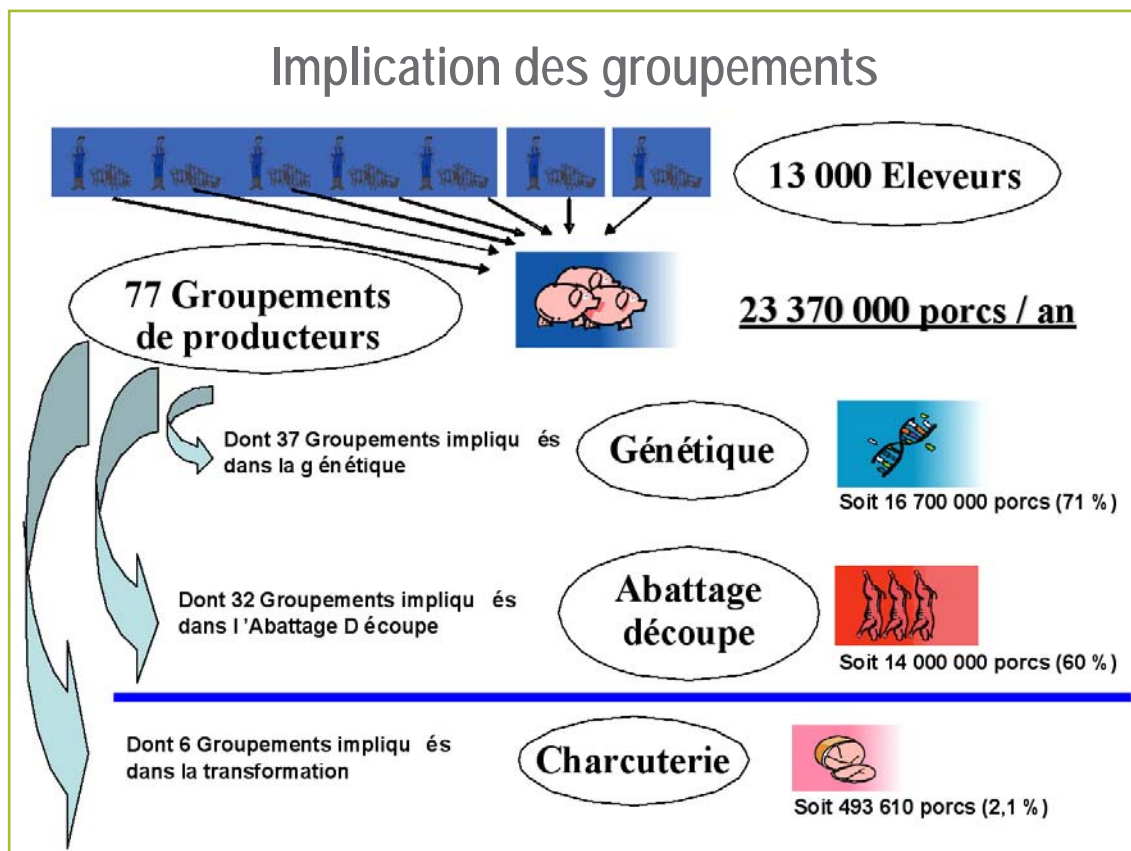 Implication des groupements
13 000 Eleveurs
77 Groupements
de producteurs
23 370 000 porcs / an
Dont 37 Groupements impliqu és
dans la g énétique
Génétique
Soit 16 700 000 porcs (71 %)
Dont 32 Groupements impliqu és
dans l 'Abattage D écoupe
Abattage
découpe
Soit 14 000 000 porcs (60 %)
Dont 6 Groupements impliqu és
dans la transformation
Charcuterie
Soit 493 610 porcs (2,1 %)